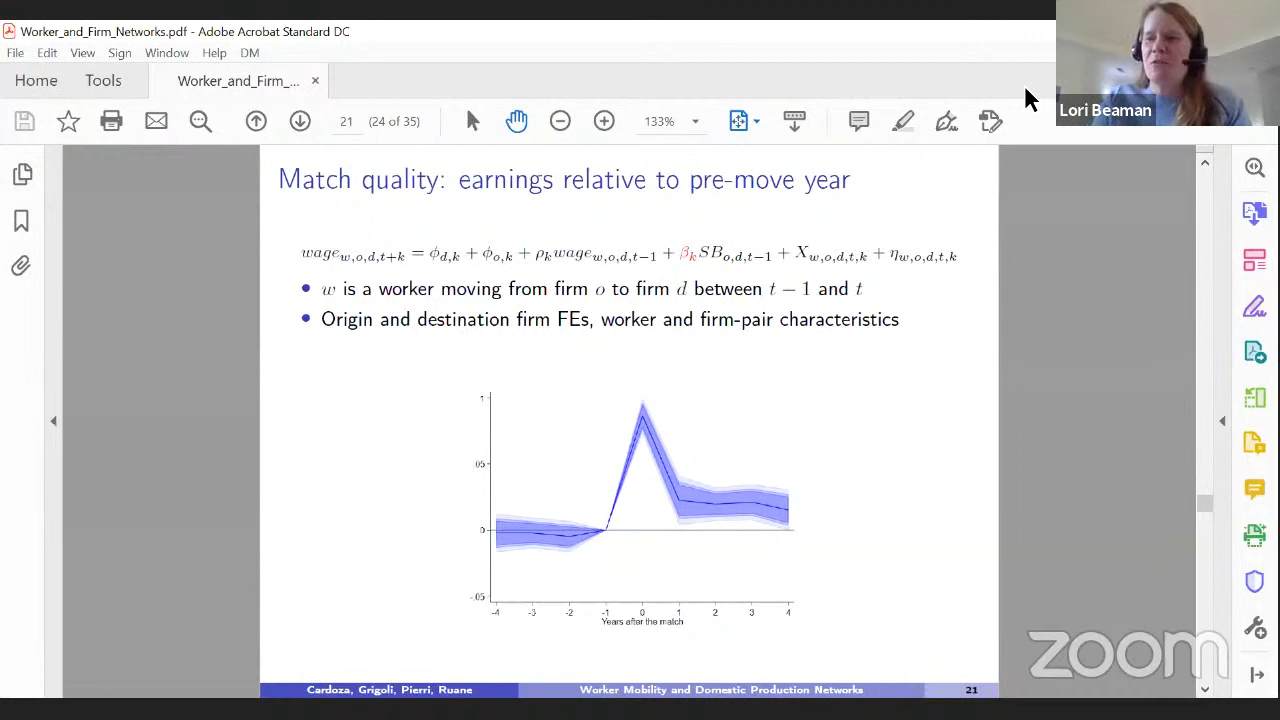 Worker_and_Firm_Networks.pdf - Adobe Acrobat Standard DC
File Edit View Sign Window Help DM
Home Tools Worker_and_Firm_... ×
21 (24 of 35) 133%
Lori Beaman
Match quality: earnings relative to pre-move year
wage_{w,o,d,t+k} = ϕ_{d,k} + ϕ_{o,k} + ρ_k wage_{w,o,d,t−1} + β_k SB_{o,d,t−1} + X_{w,o,d,t,k} + η_{w,o,d,t,k}
• w is a worker moving from firm o to firm d between t − 1 and t
• Origin and destination firm FEs, worker and firm-pair characteristics
.1
.05
0
-.05
-4 -3 -2 -1 0 1 2 3 4
Years after the match
zoom
Cardoza, Grigoli, Pierri, Ruane Worker Mobility and Domestic Production Networks 21